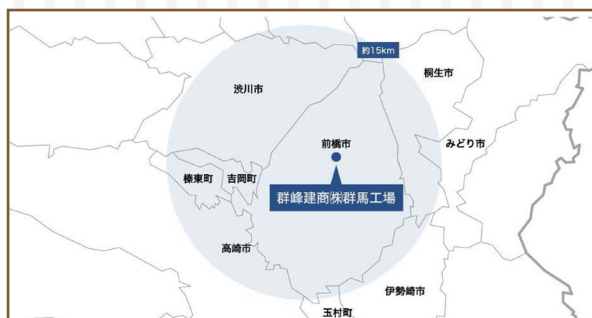 約15km
桐生市
渋川市
前橋市
みどり市
榛東町
吉岡町
群峰建商㈱群馬工場
高崎市
伊勢崎市
玉村町